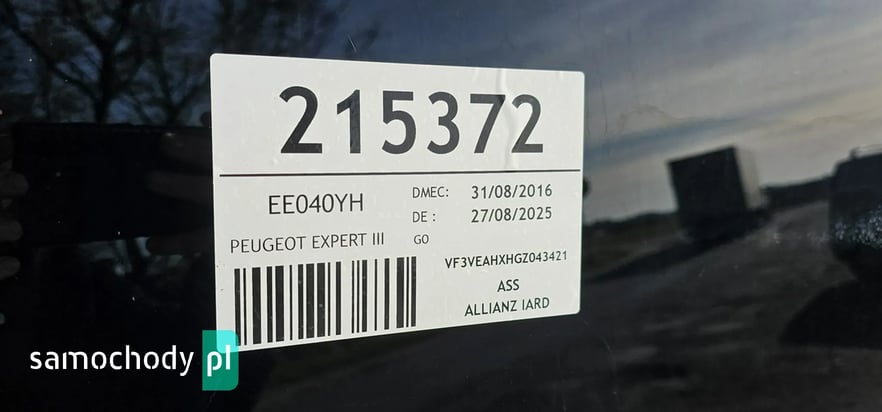 215372
EE040YH
DMEC: 31/08/2016
DE : 27/08/2025
PEUGEOT EXPERT III
GO
VF3VEAHXHGZ043421
ASS
ALLIANZ IARD
samochody pl